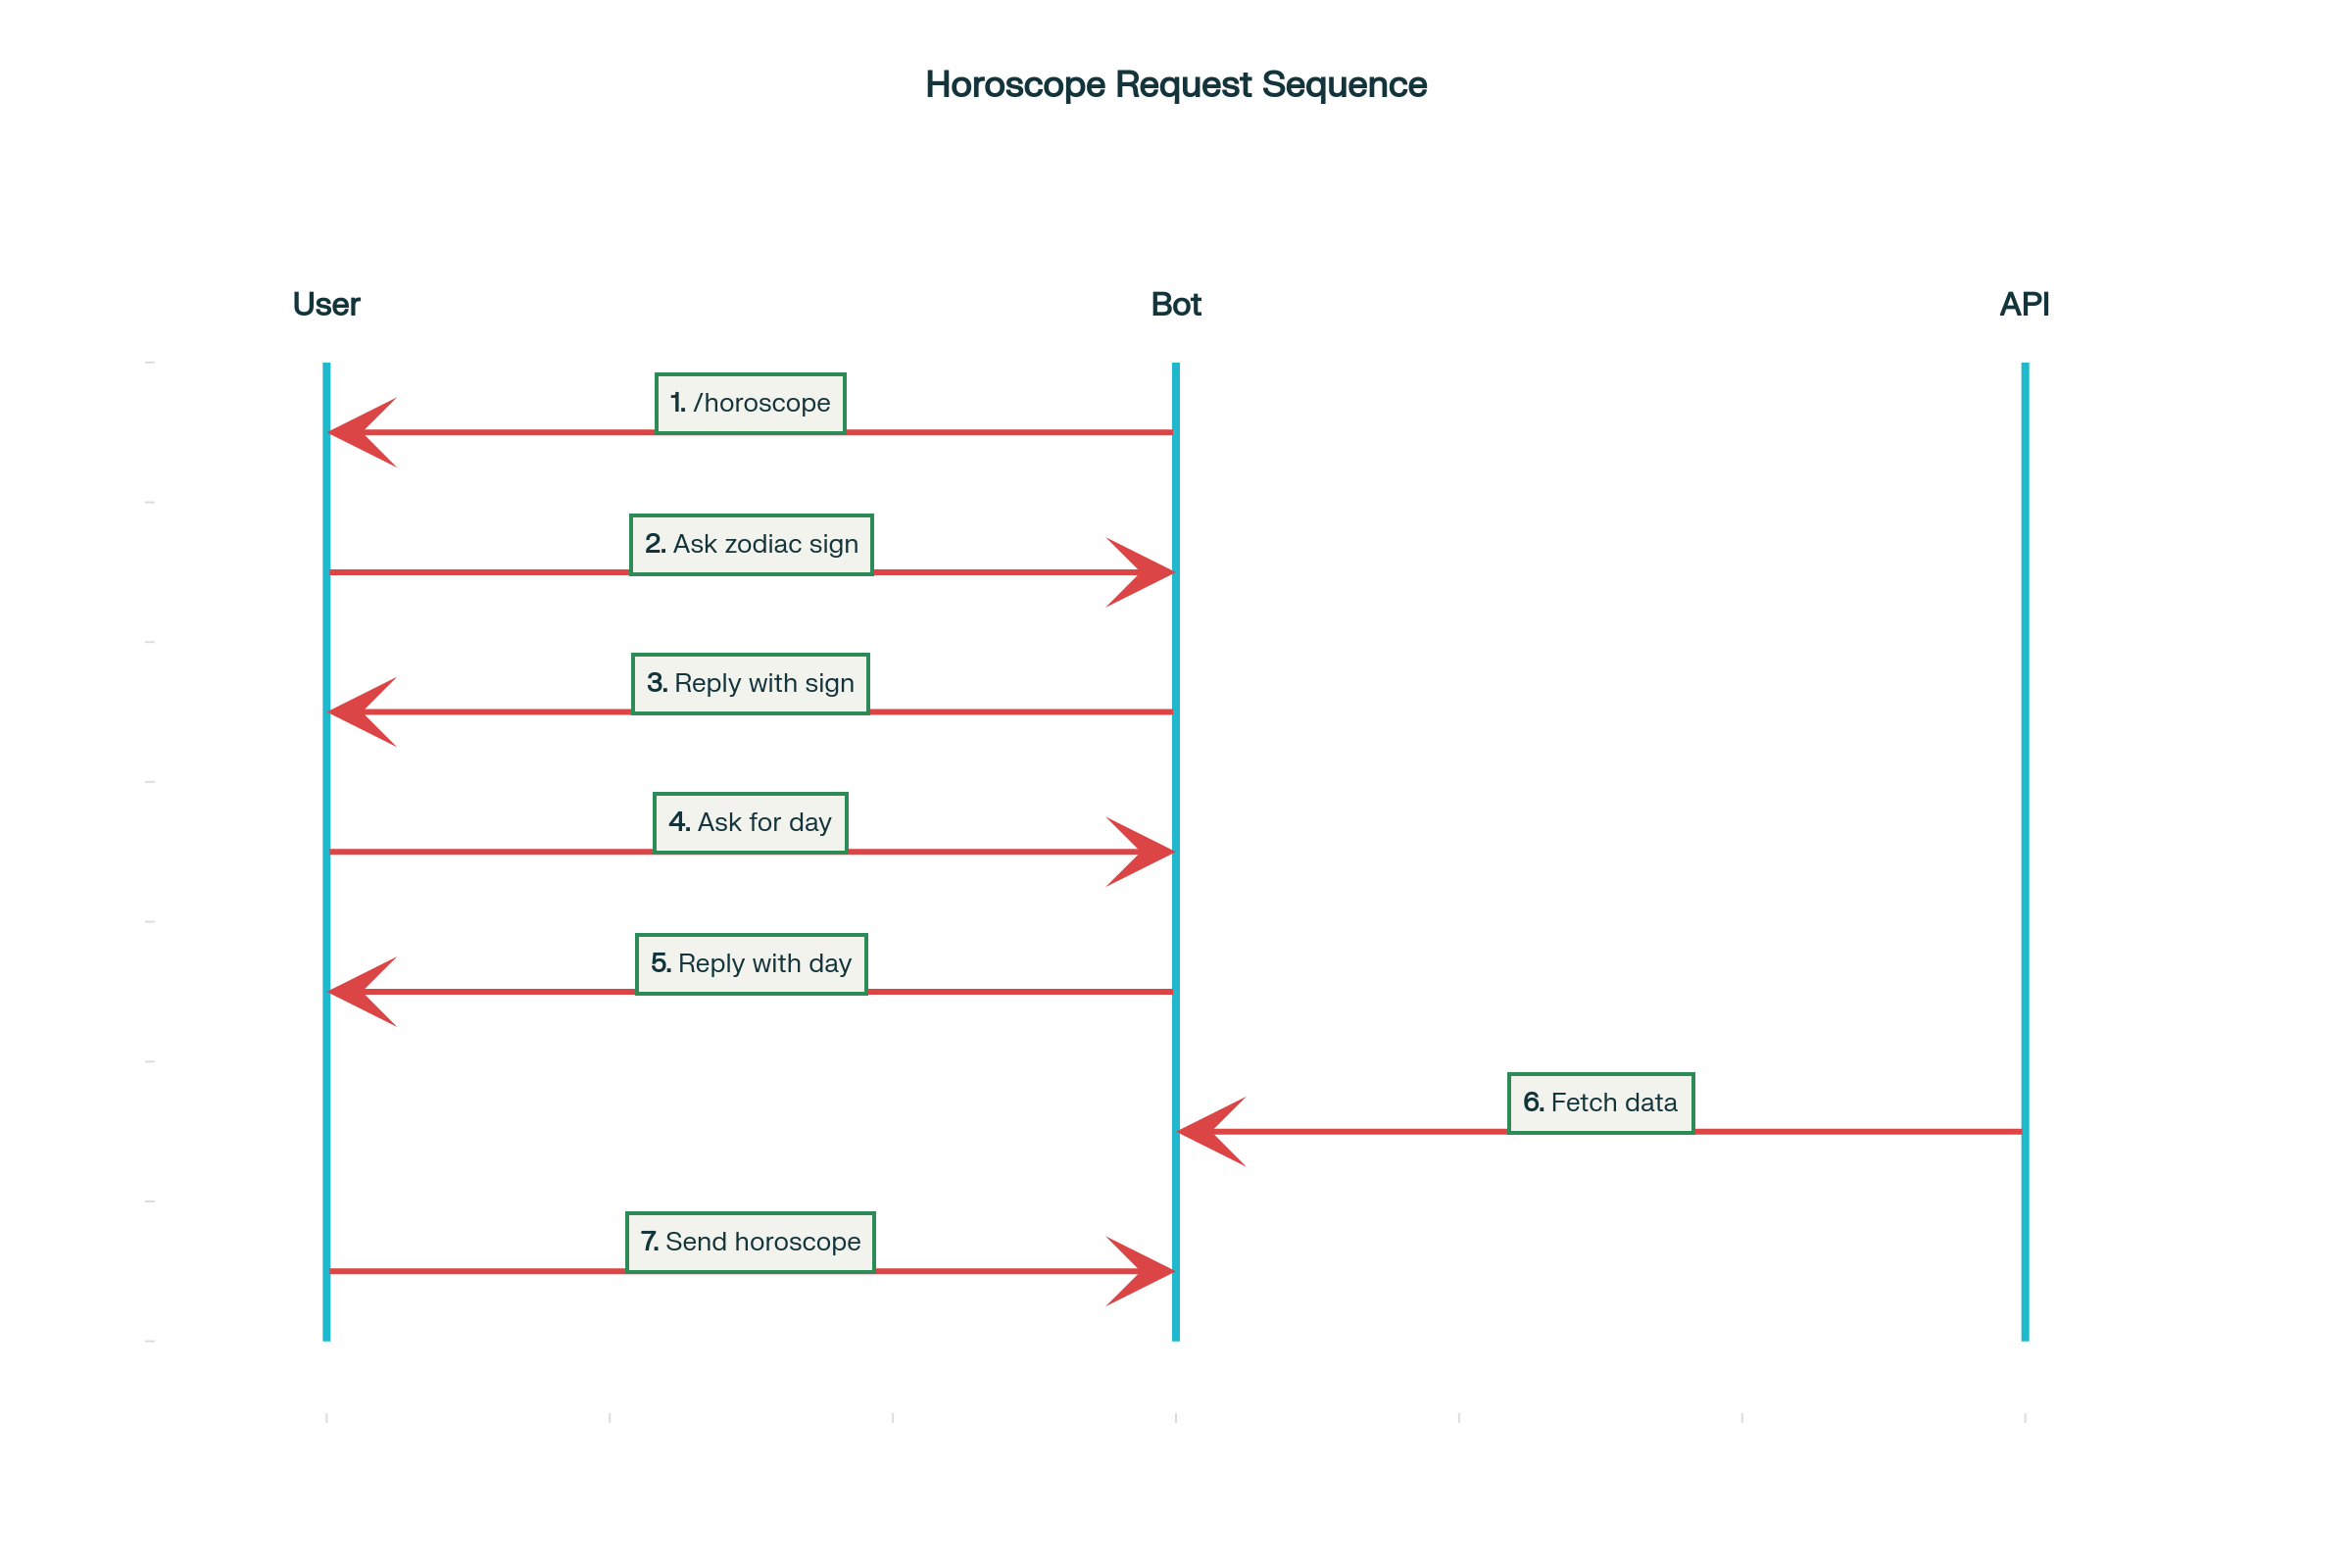 Horoscope Request Sequence
User
Bot
API
1. /horoscope
2. Ask zodiac sign
3. Reply with sign
4. Ask for day
5. Reply with day
6. Fetch data
7. Send horoscope